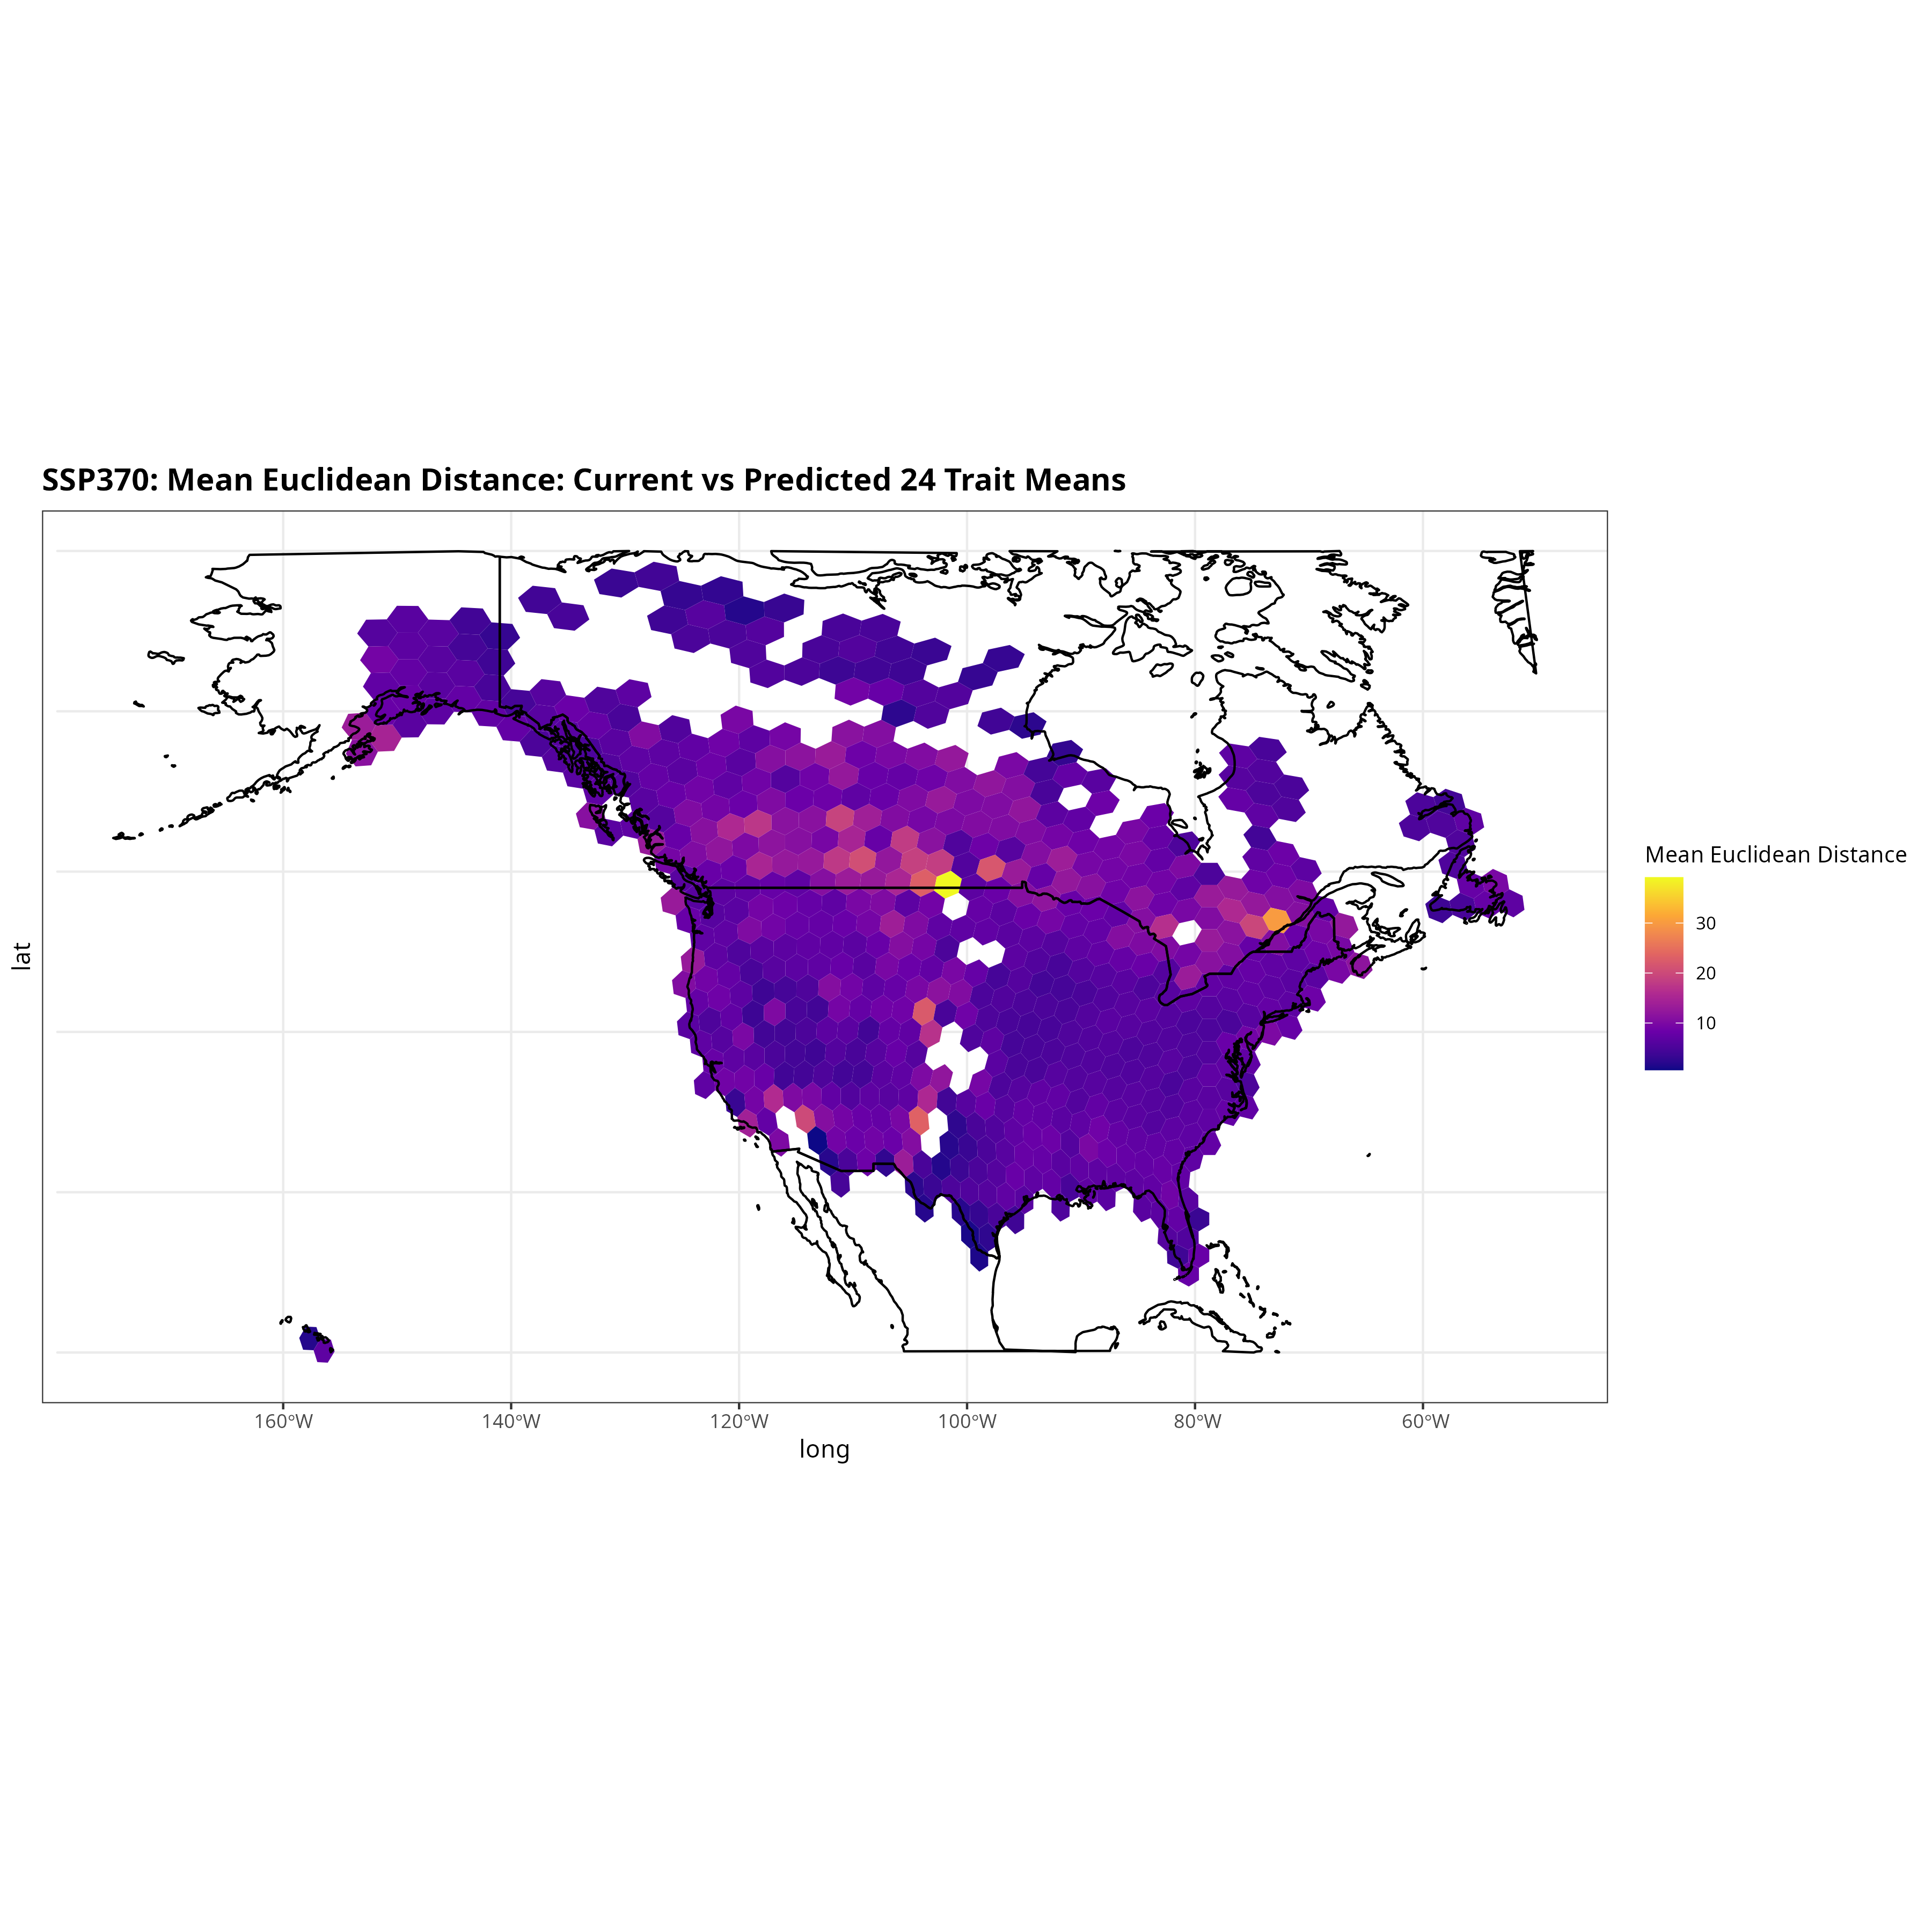 SSP370: Mean Euclidean Distance: Current vs Predicted 24 Trait Means
lat
Mean Euclidean Distance
30
20
10
160°W 140°W 120°W 100°W 80°W 60°W
long